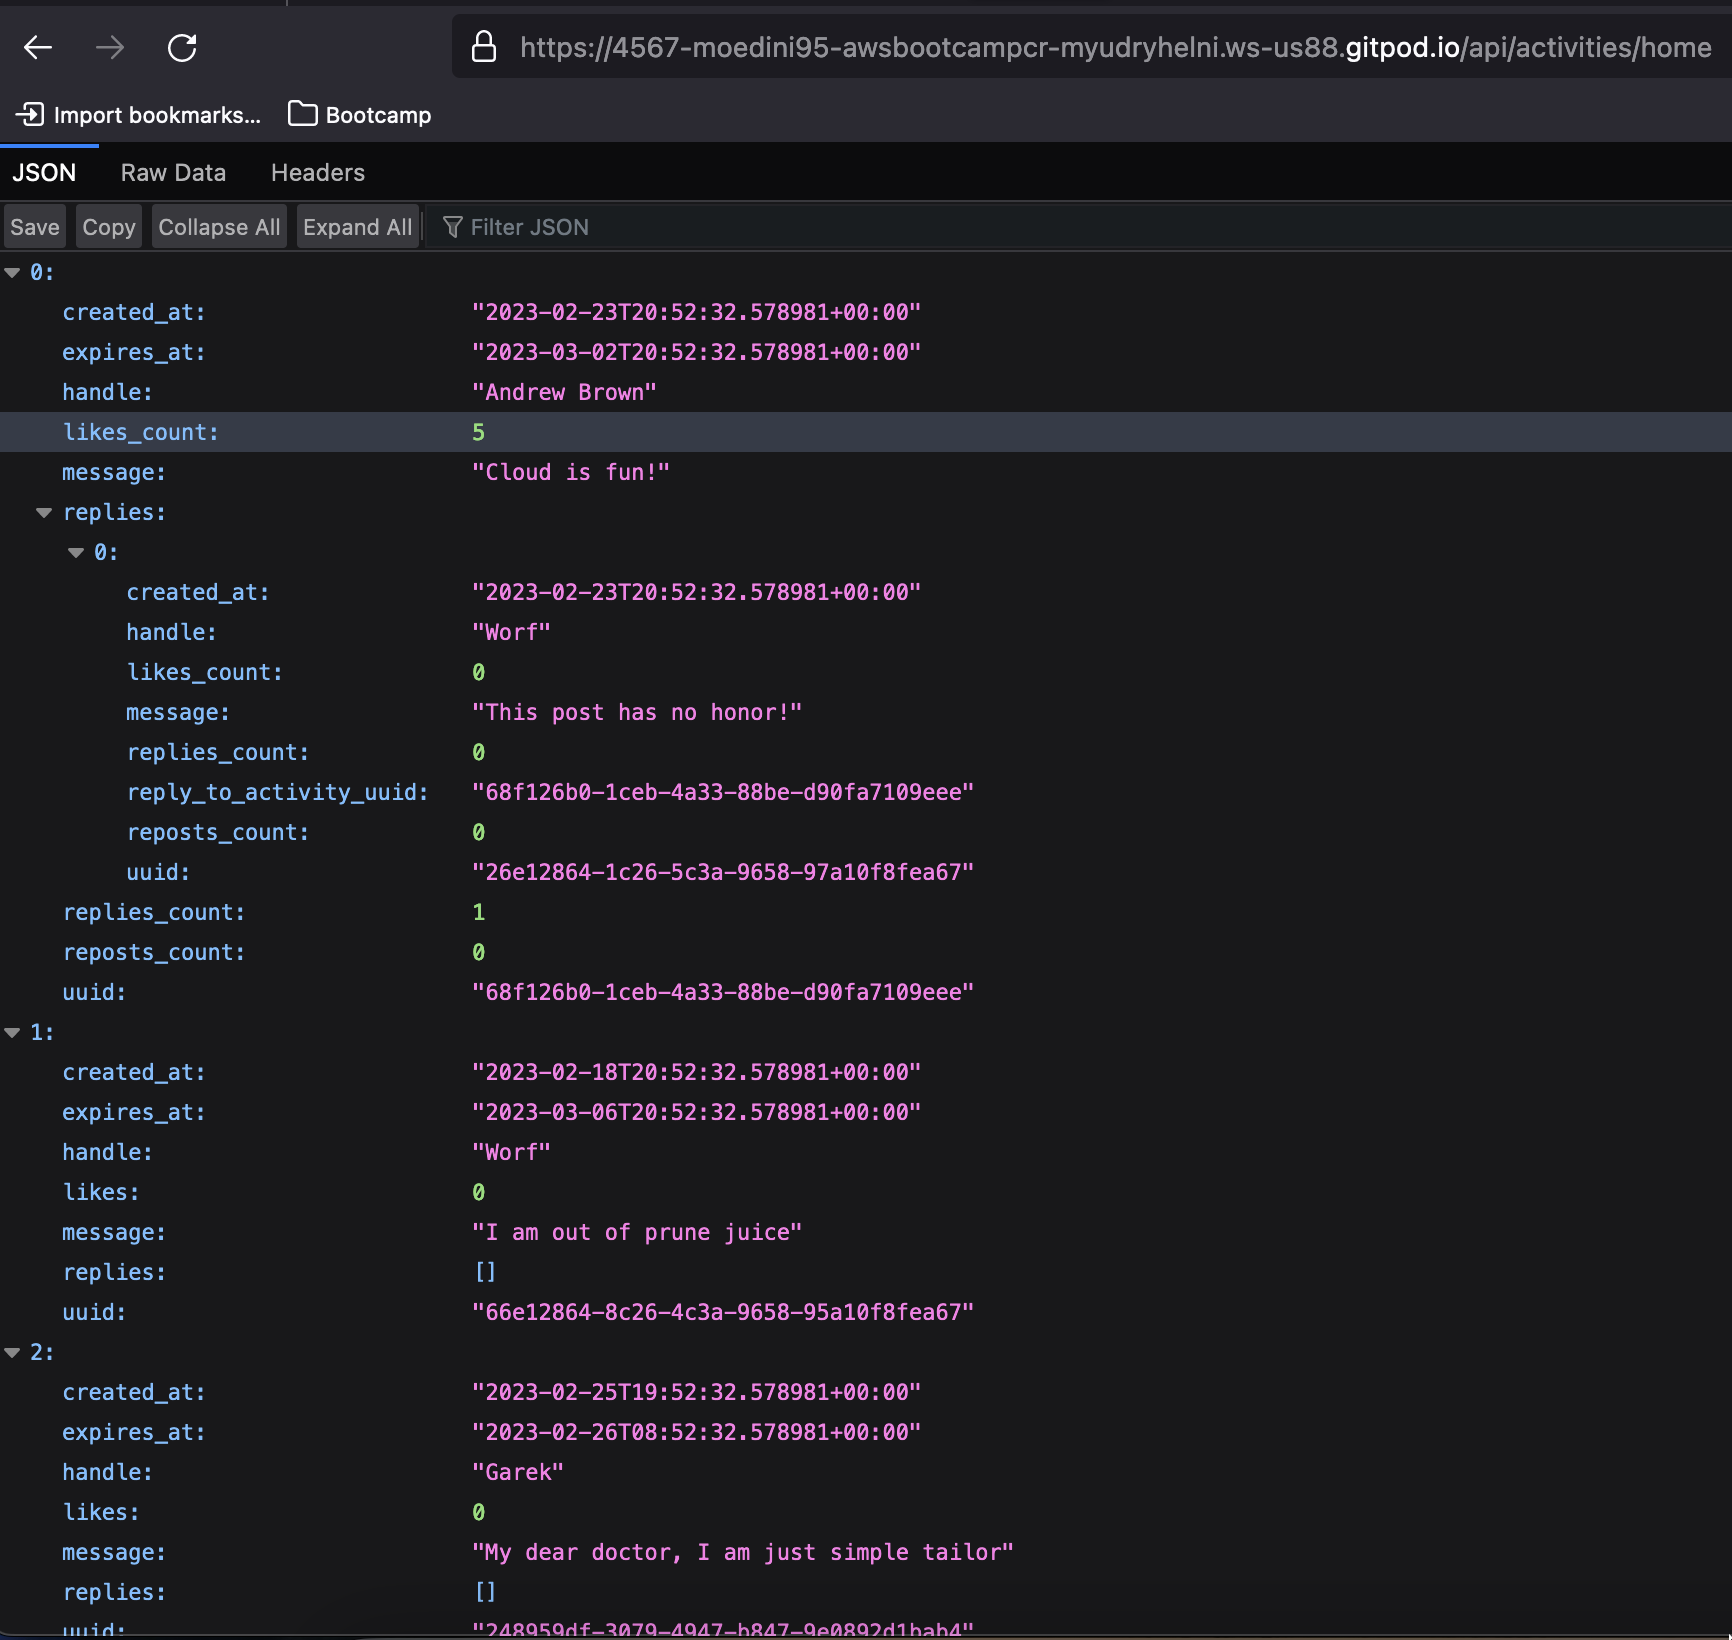 https://4567-moedini95-awsbootcampcr-myudryhelni.ws-us88.gitpod.io/api/activities/home
Import bookmarks... Bootcamp
JSON Raw Data Headers
Save Copy Collapse All Expand All Filter JSON
0:
created_at: "2023-02-23T20:52:32.578981+00:00"
expires_at: "2023-03-02T20:52:32.578981+00:00"
handle: "Andrew Brown"
likes_count: 5
message: "Cloud is fun!"
replies:
0:
created_at: "2023-02-23T20:52:32.578981+00:00"
handle: "Worf"
likes_count: 0
message: "This post has no honor!"
replies_count: 0
reply_to_activity_uuid: "68f126b0-1ceb-4a33-88be-d90fa7109eee"
reposts_count: 0
uuid: "26e12864-1c26-5c3a-9658-97a10f8fea67"
replies_count: 1
reposts_count: 0
uuid: "68f126b0-1ceb-4a33-88be-d90fa7109eee"
1:
created_at: "2023-02-18T20:52:32.578981+00:00"
expires_at: "2023-03-06T20:52:32.578981+00:00"
handle: "Worf"
likes: 0
message: "I am out of prune juice"
replies: []
uuid: "66e12864-8c26-4c3a-9658-95a10f8fea67"
2:
created_at: "2023-02-25T19:52:32.578981+00:00"
expires_at: "2023-02-26T08:52:32.578981+00:00"
handle: "Garek"
likes: 0
message: "My dear doctor, I am just simple tailor"
replies: []
uuid: "248959df-3079-4947-b847-9e0892d1bab4"